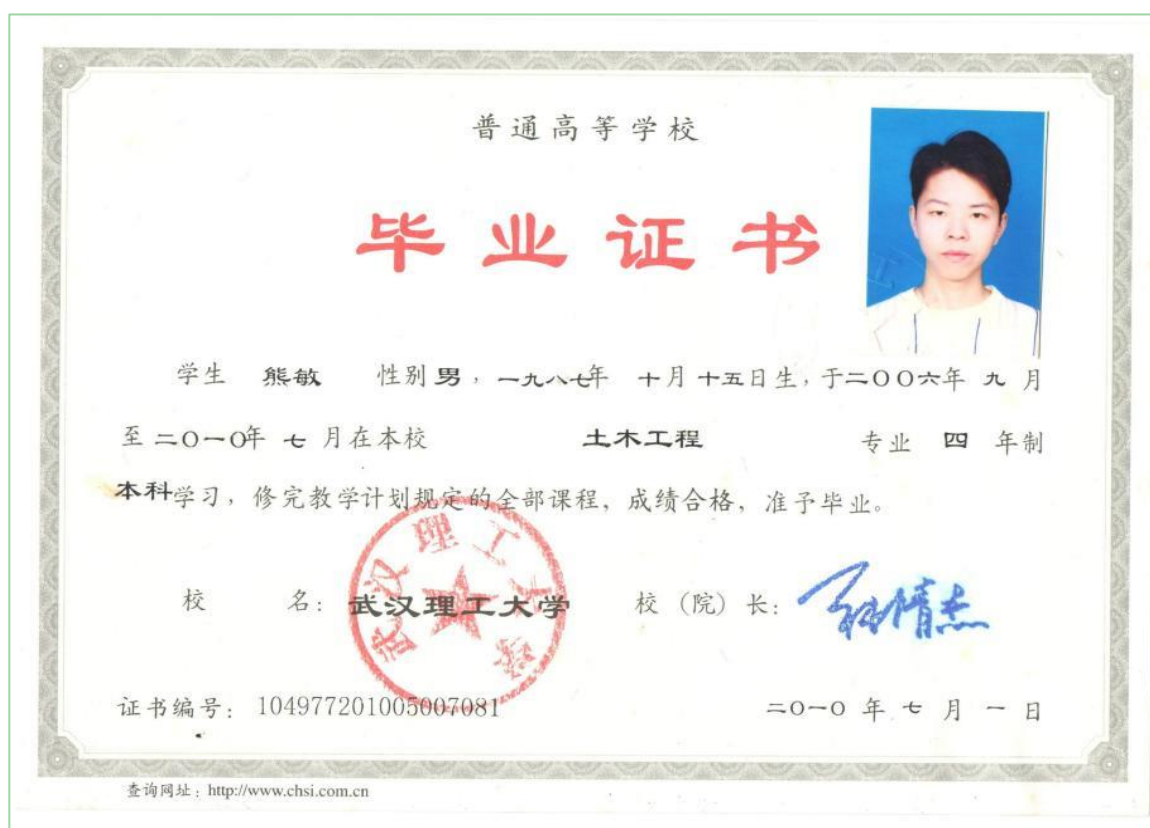 普通高等学校
毕业证书
学生 熊敏 性别男，一九八七年 十月十五日生，于二〇〇六年 九 月
至 二〇一〇年 七 月在本校 土木工程 专业 四 年制
本科学习，修完教学计划规定的全部课程，成绩合格，准予毕业。
校 名：武汉理工大学 校（院）长：
武汉理工大学
证书编号：104977201005007081 二〇一〇 年 七 月 一 日
查询网址：http://www.chsi.com.cn